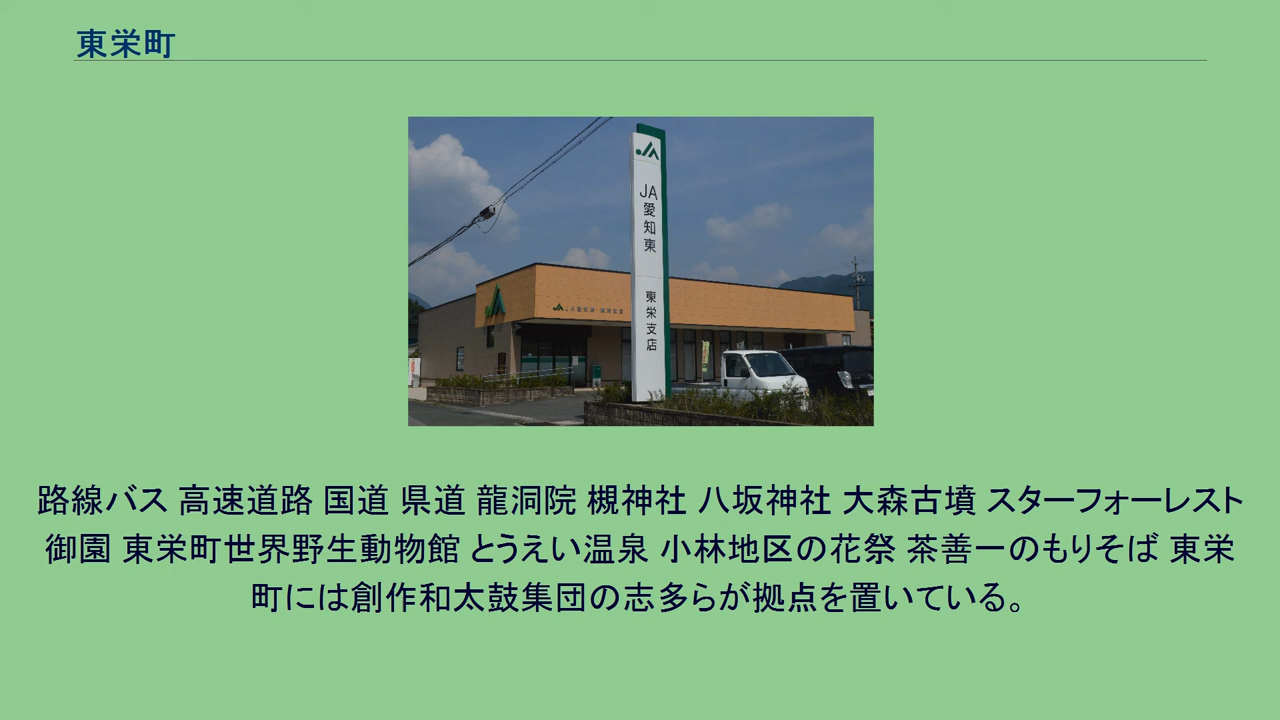 東栄町
JA
愛知東
東栄支店
路線バス 高速道路 国道 県道 龍洞院 槻神社 八坂神社 大森古墳 スターフォーレスト
御園 東栄町世界野生動物館 とうえい温泉 小林地区の花祭 茶善一のもりそば 東栄
町には創作和太鼓集団の志多らが拠点を置いている。